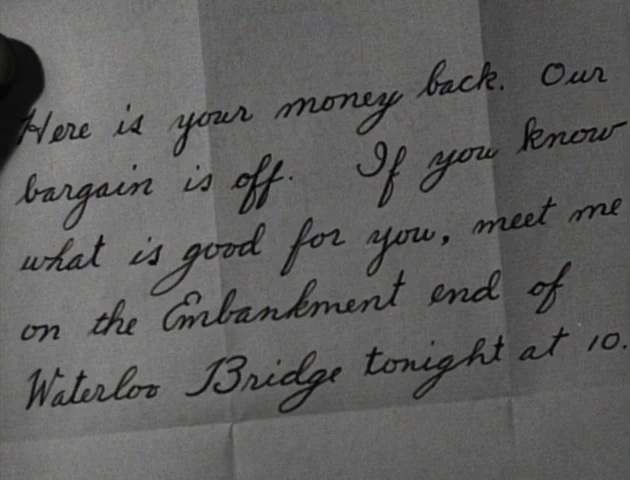 Here is your money back. Our
bargain is off. If you know
what is good for you, meet me
on the Embankment end of
Waterloo Bridge tonight at 10.